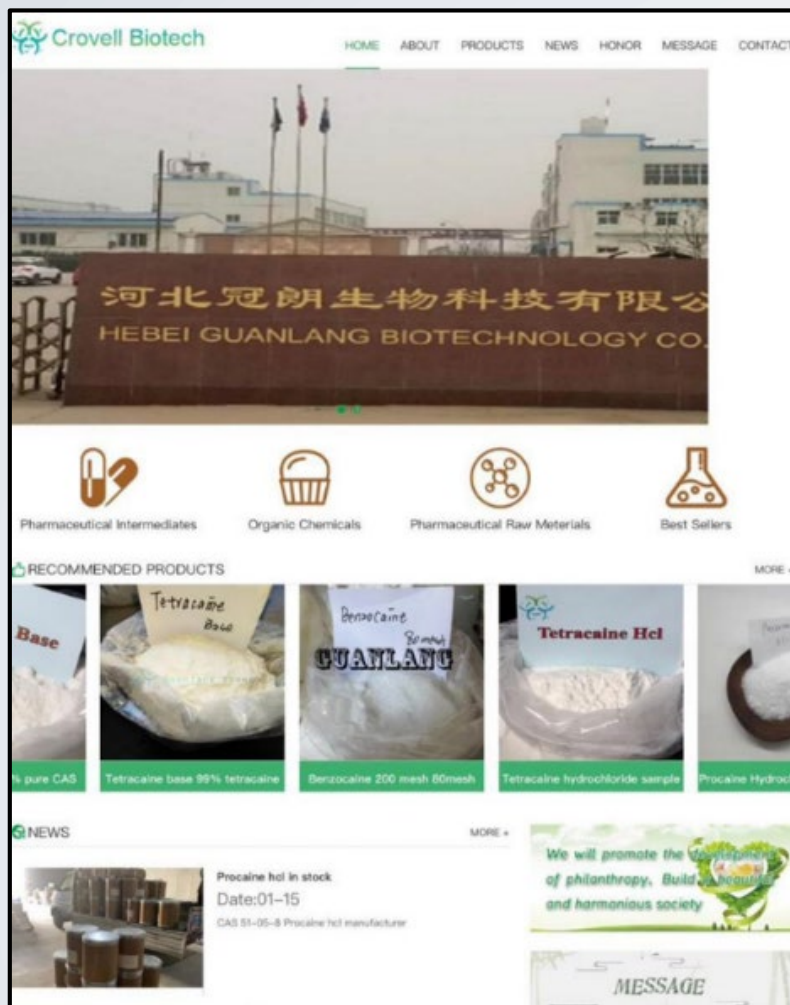 Crovell Biotech
HOME ABOUT PRODUCTS NEWS HONOR MESSAGE CONTACT
河北冠朗生物科技有限公
HEBEI GUANLANG BIOTECHNOLOGY CO.
Pharmaceutical Intermediates Organic Chemicals Pharmaceutical Raw Meterials Best Sellers
RECOMMENDED PRODUCTS MORE +
Base
Tetracaine
Base
Benzocaine
80mesh
GUANLANG
Tetracaine Hcl
% pure CAS Tetracaine base 99% tetracaine Benzocaine 200 mesh 80mesh Tetracaine hydrochloride sample Procaine Hydroch
NEWS MORE +
Procaine hcl in stock
Date:01-15
CAS 51-05-8 Procaine hcl manufacturer
We will promote the development
of philanthropy, Build a beautiful
and harmonious society
MESSAGE